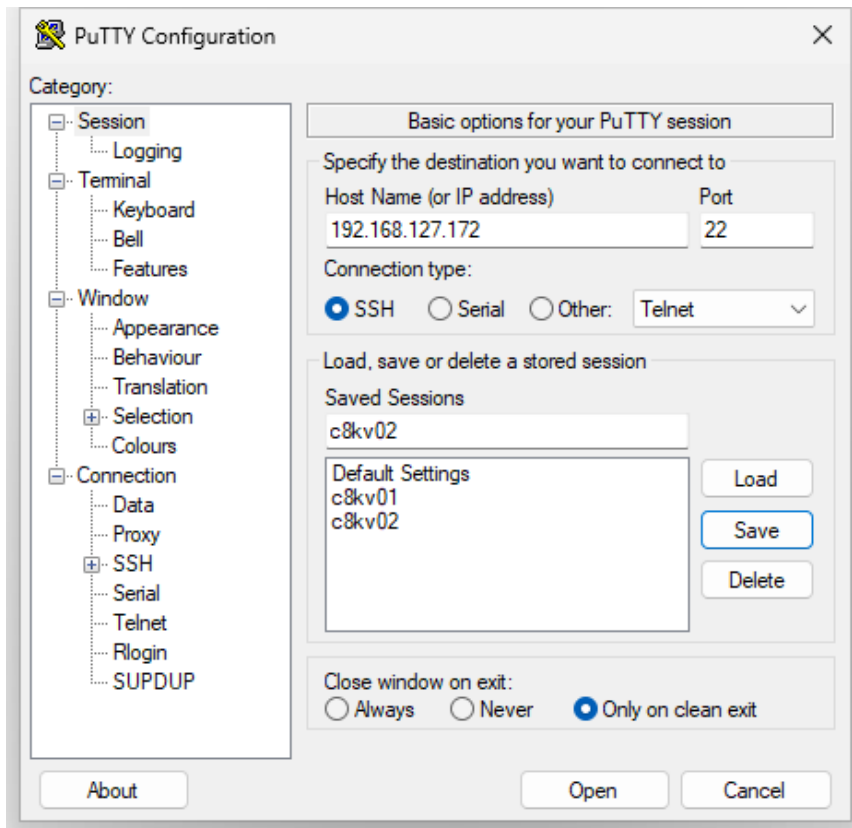 PuTTY Configuration
Category:
Session
Logging
Terminal
Keyboard
Bell
Features
Window
Appearance
Behaviour
Translation
Selection
Colours
Connection
Data
Proxy
SSH
Serial
Telnet
Rlogin
SUPDUP
Basic options for your PuTTY session
Specify the destination you want to connect to
Host Name (or IP address) Port
192.168.127.172 22
Connection type:
SSH Serial Other: Telnet
Load, save or delete a stored session
Saved Sessions
c8kv02
Default Settings
c8kv01
c8kv02
Load
Save
Delete
Close window on exit:
Always Never Only on clean exit
About Open Cancel